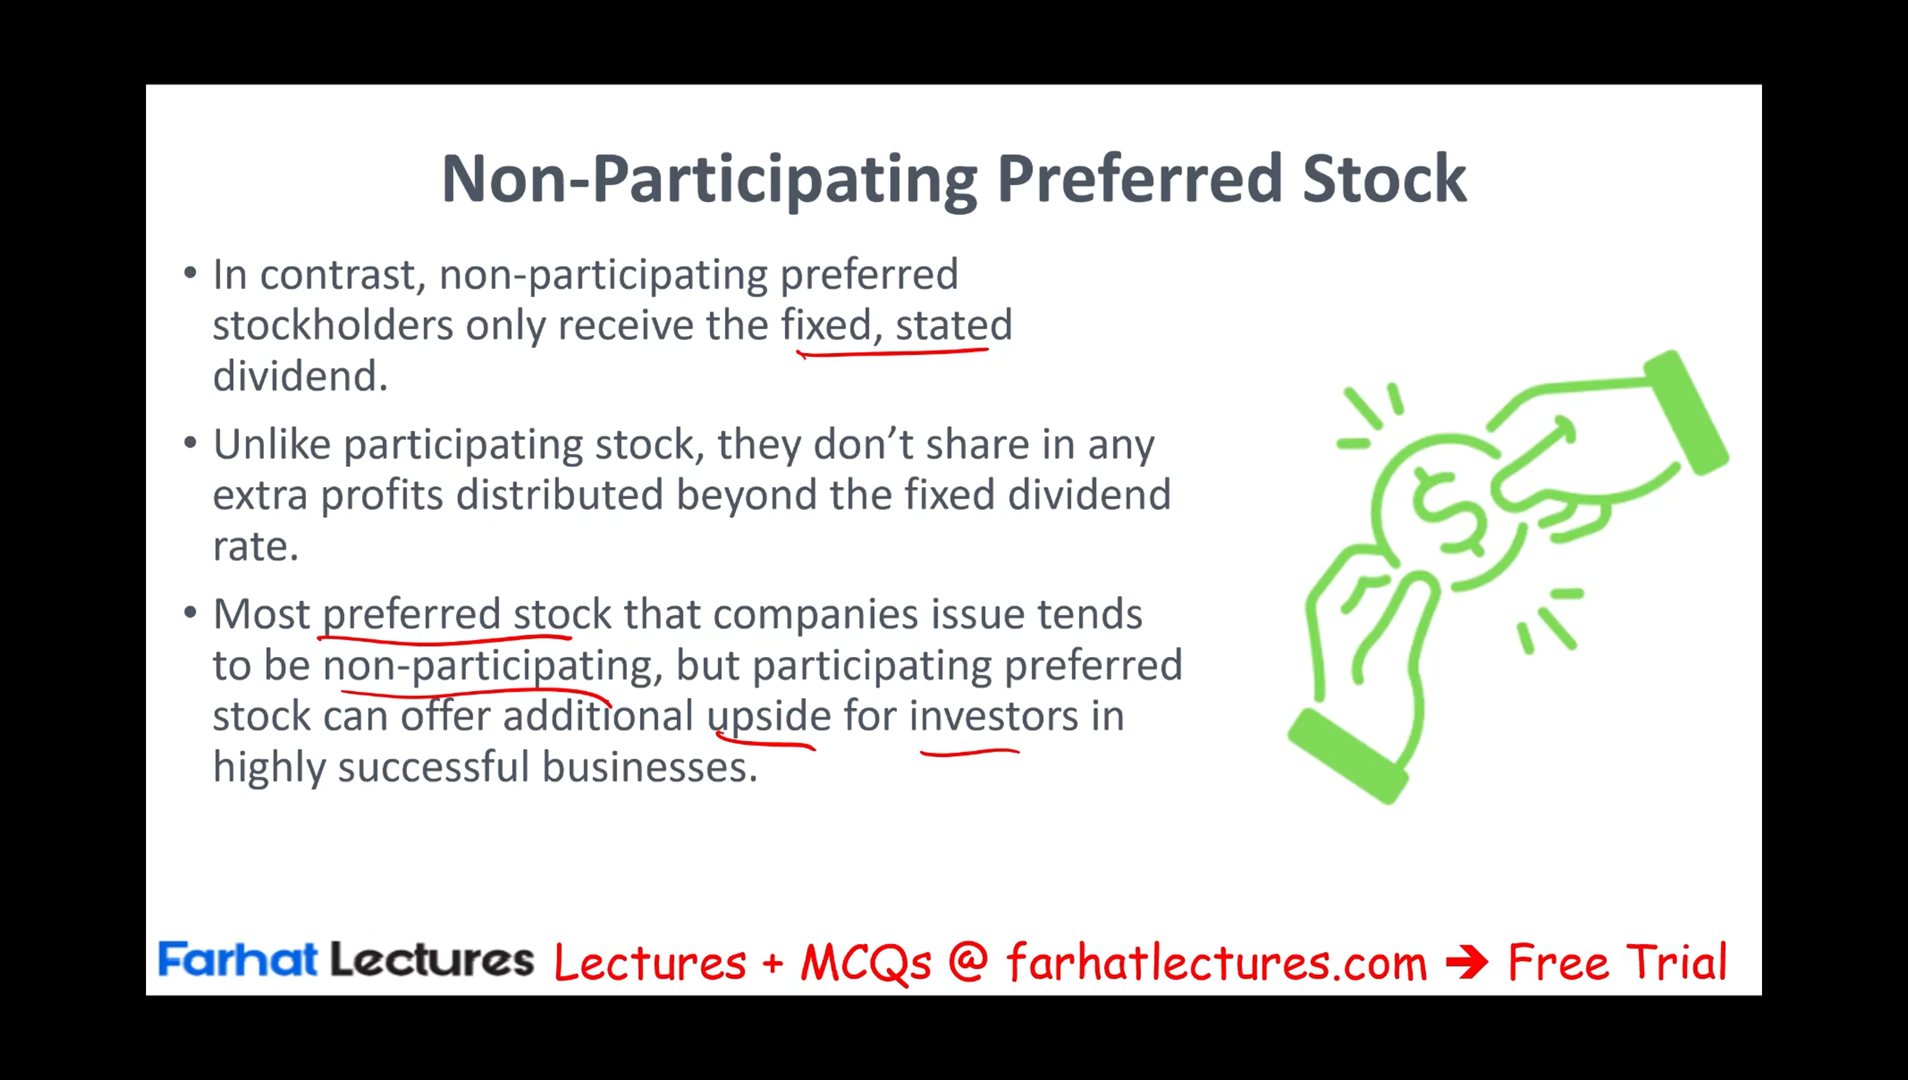 Non-Participating Preferred Stock
• In contrast, non-participating preferred
stockholders only receive the fixed, stated
dividend.
• Unlike participating stock, they don’t share in any
extra profits distributed beyond the fixed dividend
rate.
• Most preferred stock that companies issue tends
to be non-participating, but participating preferred
stock can offer additional upside for investors in
highly successful businesses.
$
Farhat Lectures Lectures + MCQs @ farhatlectures.com ➔ Free Trial